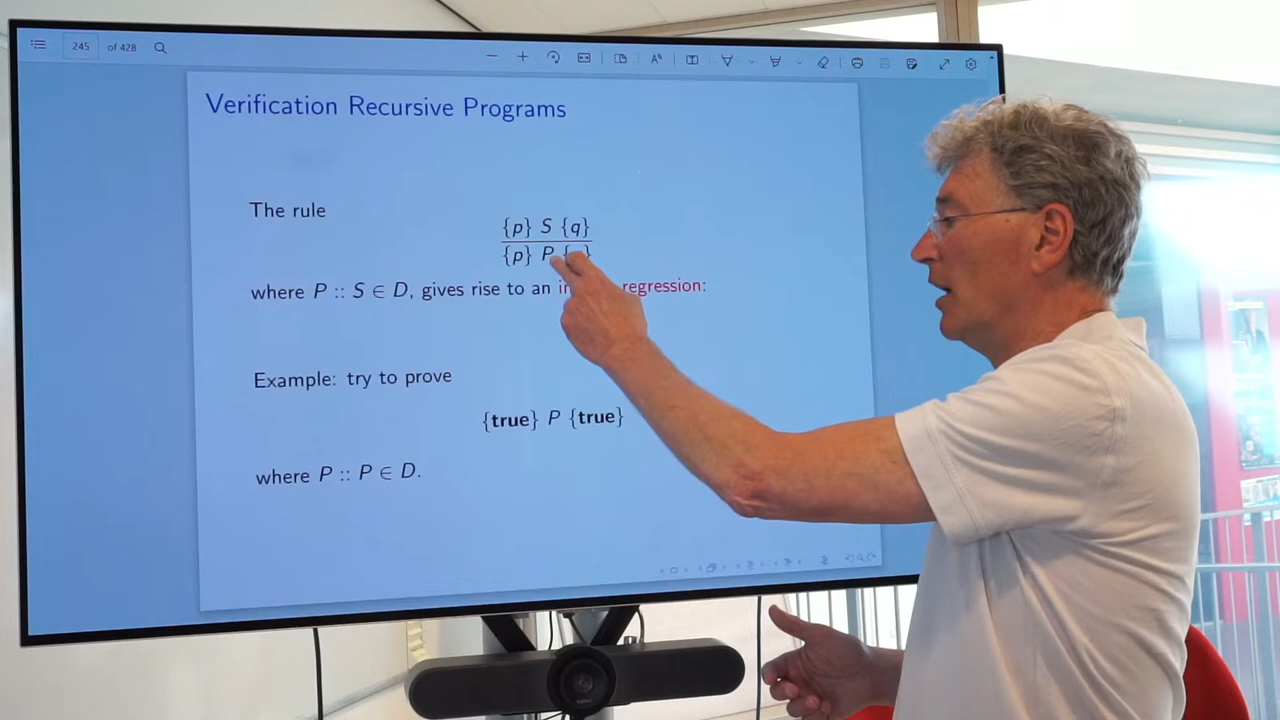 245 of 428
Verification Recursive Programs
The rule
{p} S {q}
{p} P { }
where P :: S ∈ D, gives rise to an in regression:
Example: try to prove
{true} P {true}
where P :: P ∈ D.